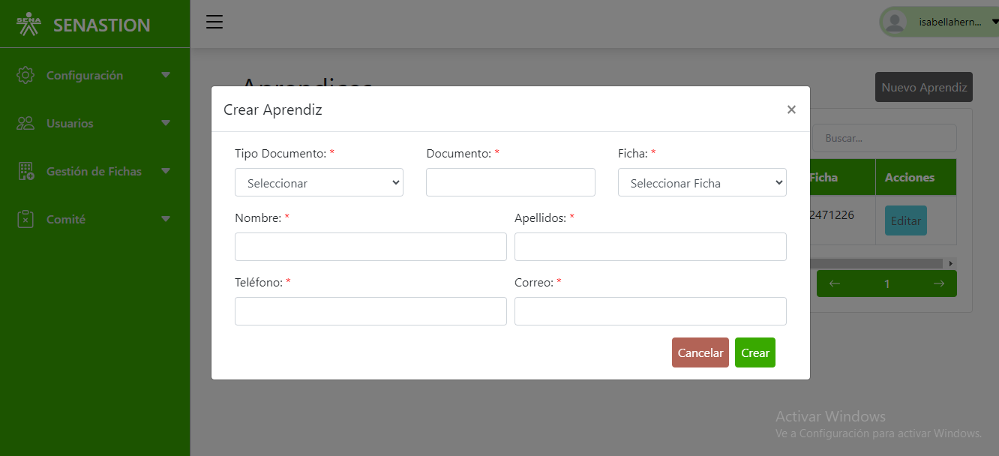 SENA
SENASTION
isabellahern...
Configuración
Usuarios
Gestión de Fichas
Comité
Aprendices
Nuevo Aprendiz
Crear Aprendiz
×
Tipo Documento: *
Documento: *
Ficha: *
Seleccionar
Seleccionar Ficha
Nombre: *
Apellidos: *
Teléfono: *
Correo: *
Cancelar
Crear
Buscar...
Ficha
Acciones
2471226
Editar
← 1 →
Activar Windows
Ve a Configuración para activar Windows.